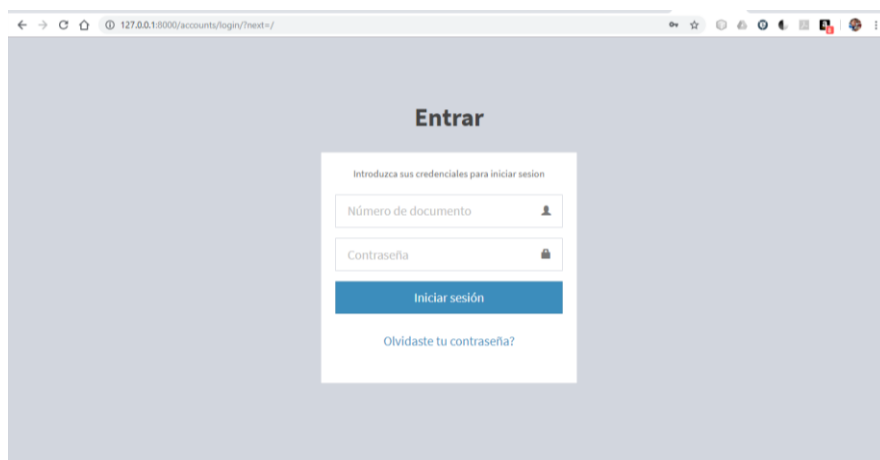 127.0.0.1:8000/accounts/login/?next=/
Entrar
Introduzca sus credenciales para iniciar sesion
Número de documento
Contraseña
Iniciar sesión
Olvidaste tu contraseña?